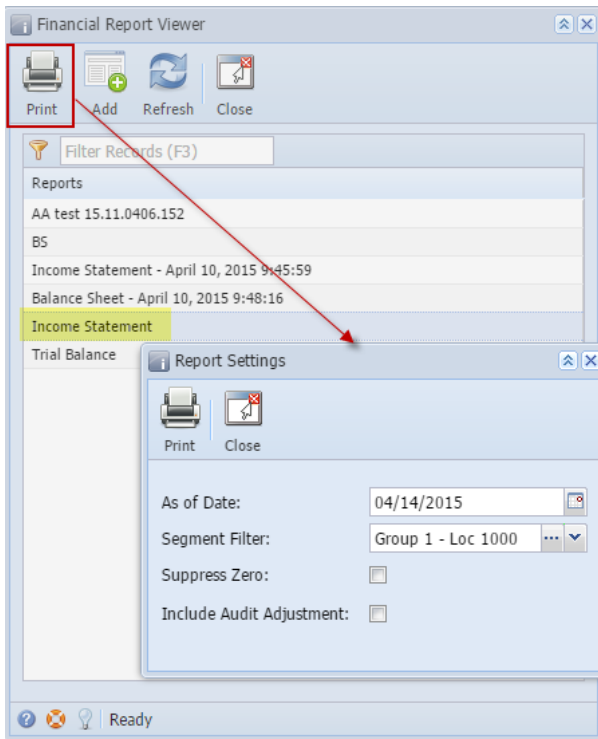 Financial Report Viewer
Print Add Refresh Close
Filter Records (F3)
Reports
AA test 15.11.0406.152
BS
Income Statement - April 10, 2015 9:45:59
Balance Sheet - April 10, 2015 9:48:16
Income Statement
Trial Balance
Report Settings
Print Close
As of Date: 04/14/2015
Segment Filter: Group 1 - Loc 1000
Suppress Zero:
Include Audit Adjustment:
Ready